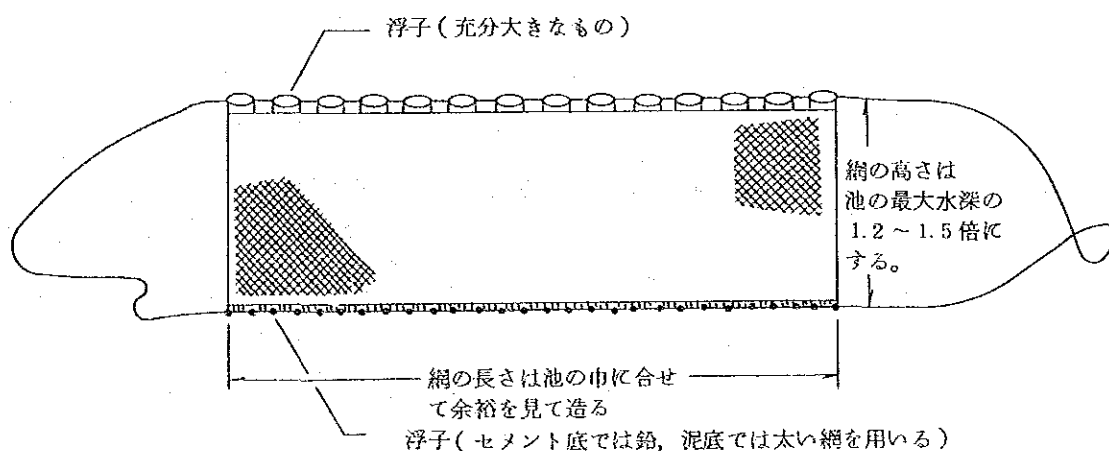 浮子(充分大きなもの)
網の高さは
池の最大水深の
1.2~1.5倍に
する。
網の長さは池の巾に合せ
て余裕を見て造る
浮子(セメント底では鉛,泥底では太い網を用いる)